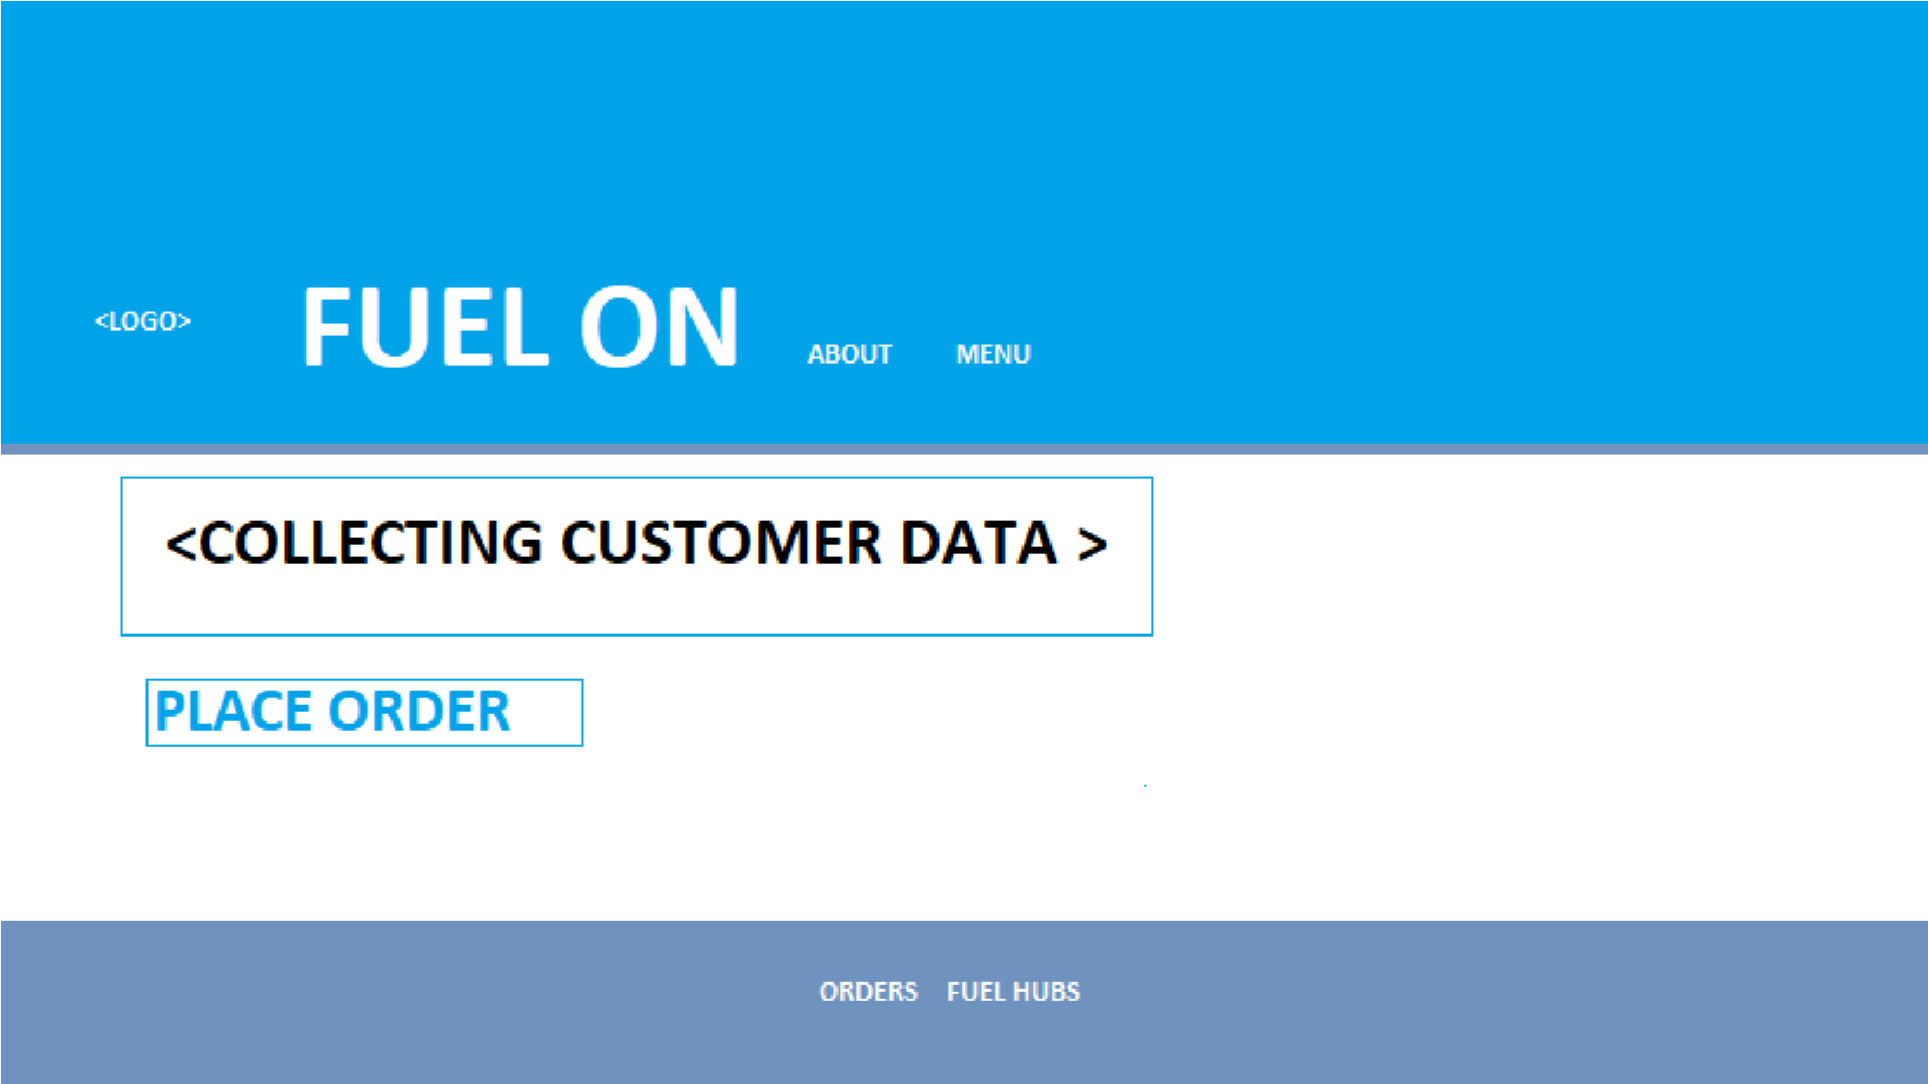 <LOGO> FUEL ON ABOUT MENU
<COLLECTING CUSTOMER DATA >
PLACE ORDER
ORDERS FUEL HUBS